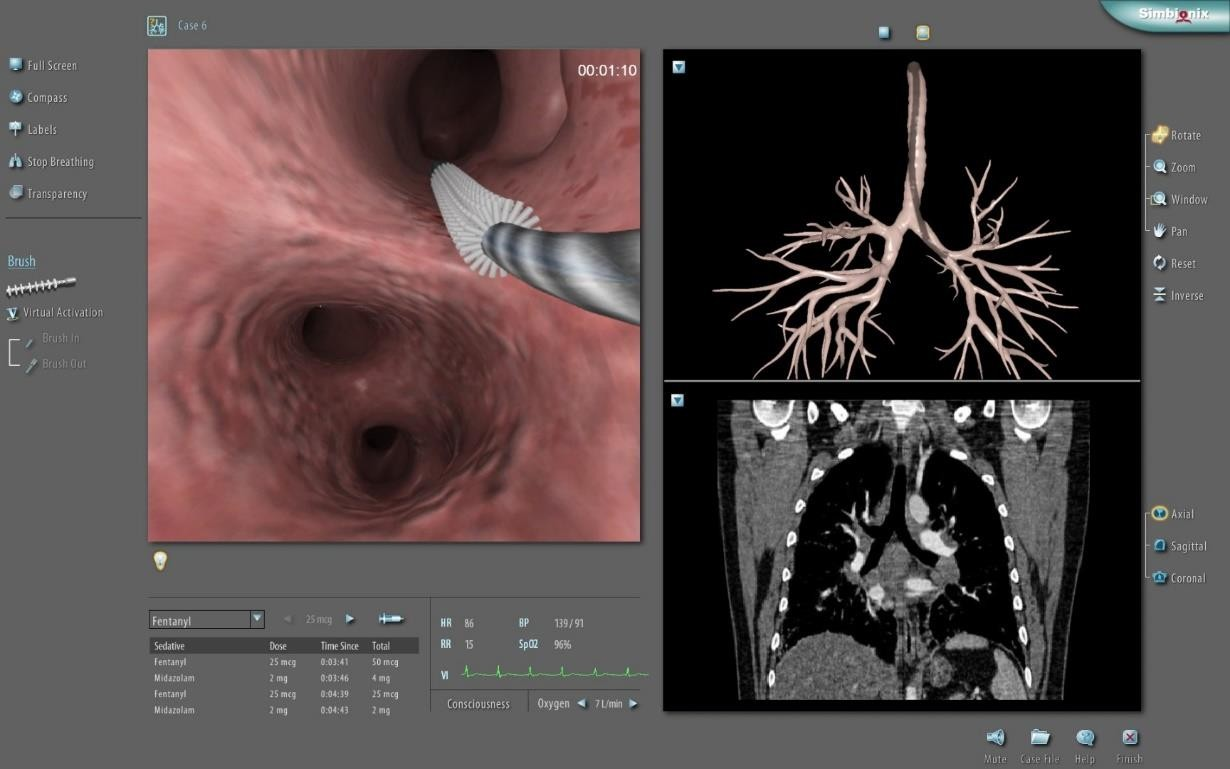 Case 6
Simbionix
Full Screen
Compass
Labels
Stop Breathing
Transparency
Brush
Virtual Activation
Brush In
Brush Out
00:01:10
Rotate
Zoom
Window
Pan
Reset
Inverse
Axial
Sagittal
Coronal
Fentanyl 25 mcg
Sedative Dose Time Since Total
Fentanyl 25 mcg 0:03:41 50 mcg
Midazolam 2 mg 0:03:46 4 mg
Fentanyl 25 mcg 0:04:39 25 mcg
Midazolam 2 mg 0:04:43 2 mg
HR 86 BP 139/91
RR 15 SpO2 96%
VI
Consciousness Oxygen 7 L/min
Mute Case File Help Finish